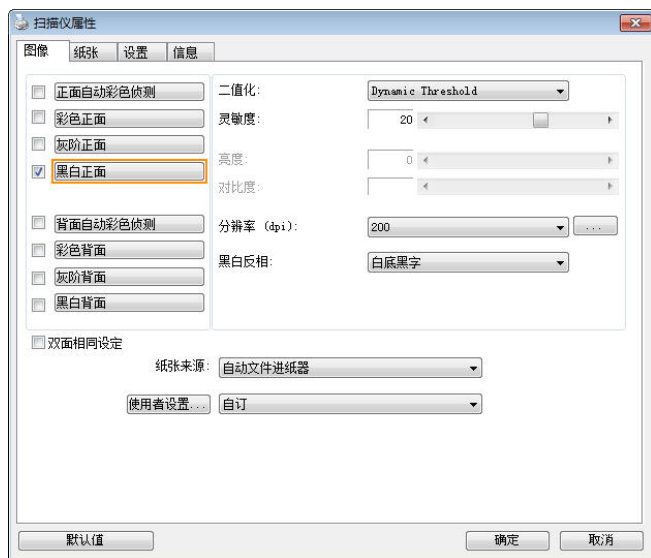 扫描仪属性
图像 纸张 设置 信息
正面自动彩色侦测
彩色正面
灰阶正面
黑白正面
背面自动彩色侦测
彩色背面
灰阶背面
黑白背面
二值化: Dynamic Threshold
灵敏度: 20
亮度: 0
对比度:
分辨率 (dpi): 200 ...
黑白反相: 白底黑字
双面相同设定
纸张来源: 自动文件进纸器
使用者设置... 自订
默认值 确定 取消